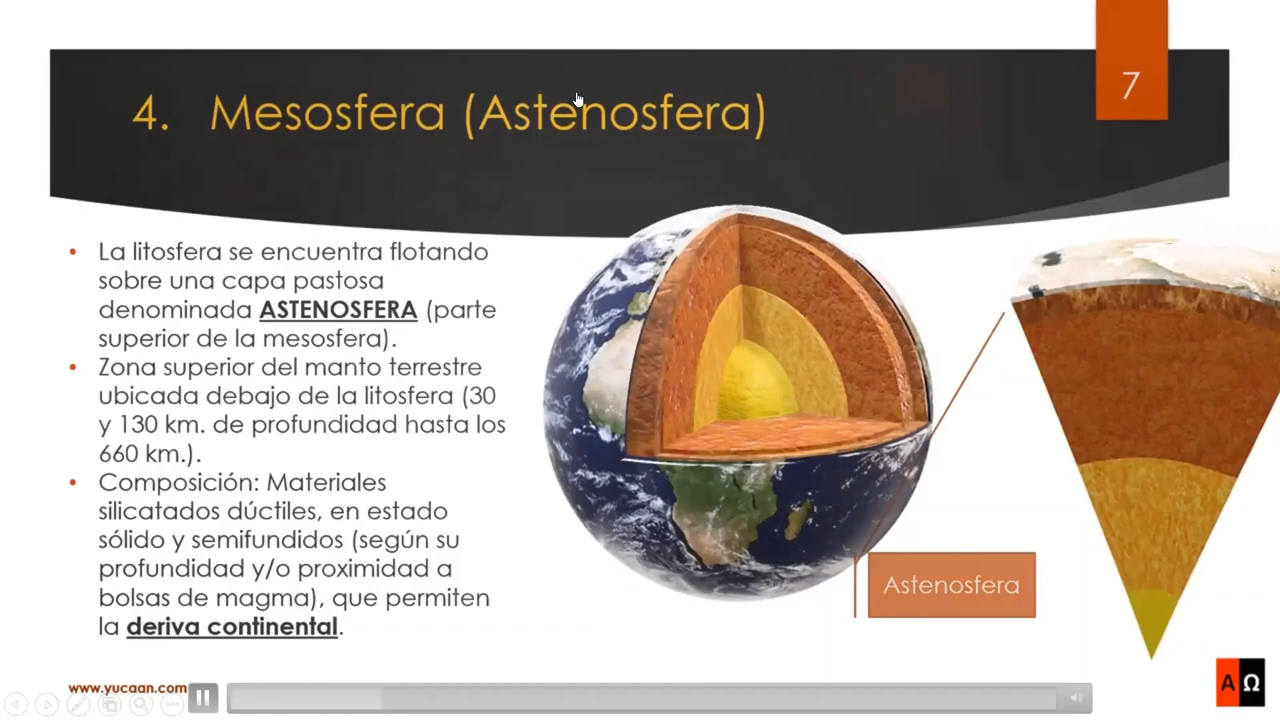 7
4. Mesosfera (Astenosfera)
• La litosfera se encuentra flotando
sobre una capa pastosa
denominada ASTENOSFERA (parte
superior de la mesosfera).
• Zona superior del manto terrestre
ubicada debajo de la litosfera (30
y 130 km. de profundidad hasta los
660 km.).
• Composición: Materiales
silicatados dúctiles, en estado
sólido y semifundidos (según su
profundidad y/o proximidad a
bolsas de magma), que permiten
la deriva continental.
Astenosfera
www.yucaan.com
A Ω